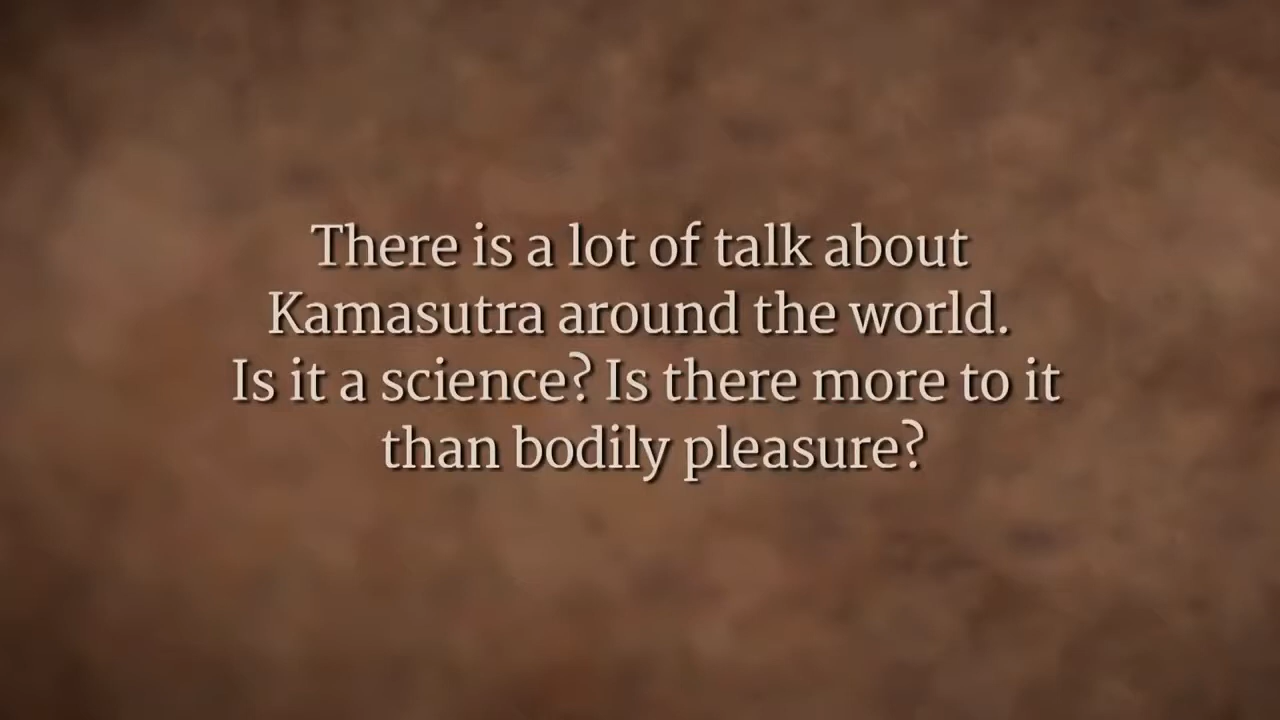 There is a lot of talk about
Kamasutra around the world.
Is it a science? Is there more to it
than bodily pleasure?